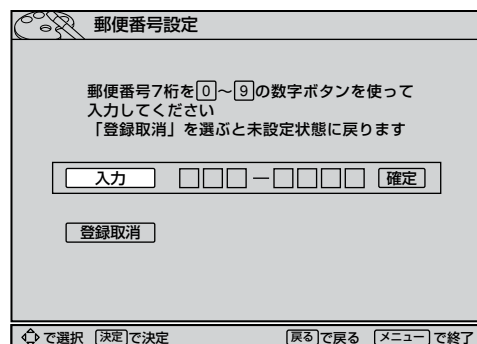 郵便番号設定
郵便番号7桁を0～9の数字ボタンを使って
入力してください
「登録取消」を選ぶと未設定状態に戻ります
入力 □□□－□□□□ 確定
登録取消
で選択 決定で決定 戻るで戻る メニューで終了